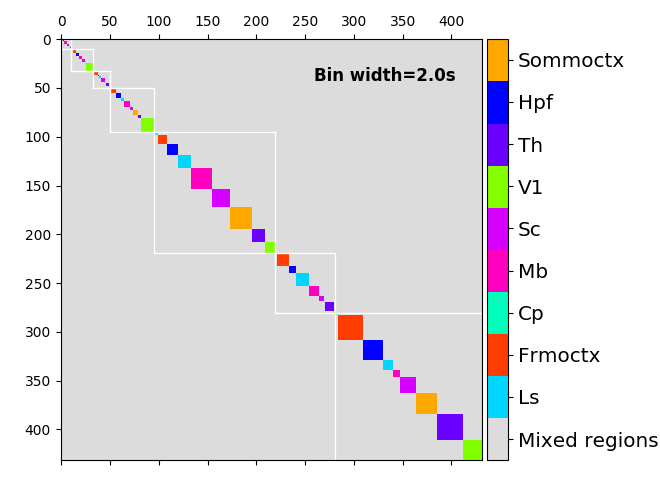 0 50 100 150 200 250 300 350 400
0
50
100
150
200
250
300
350
400
Bin width=2.0s
Sommoctx
Hpf
Th
V1
Sc
Mb
Cp
Frmoctx
Ls
Mixed regions